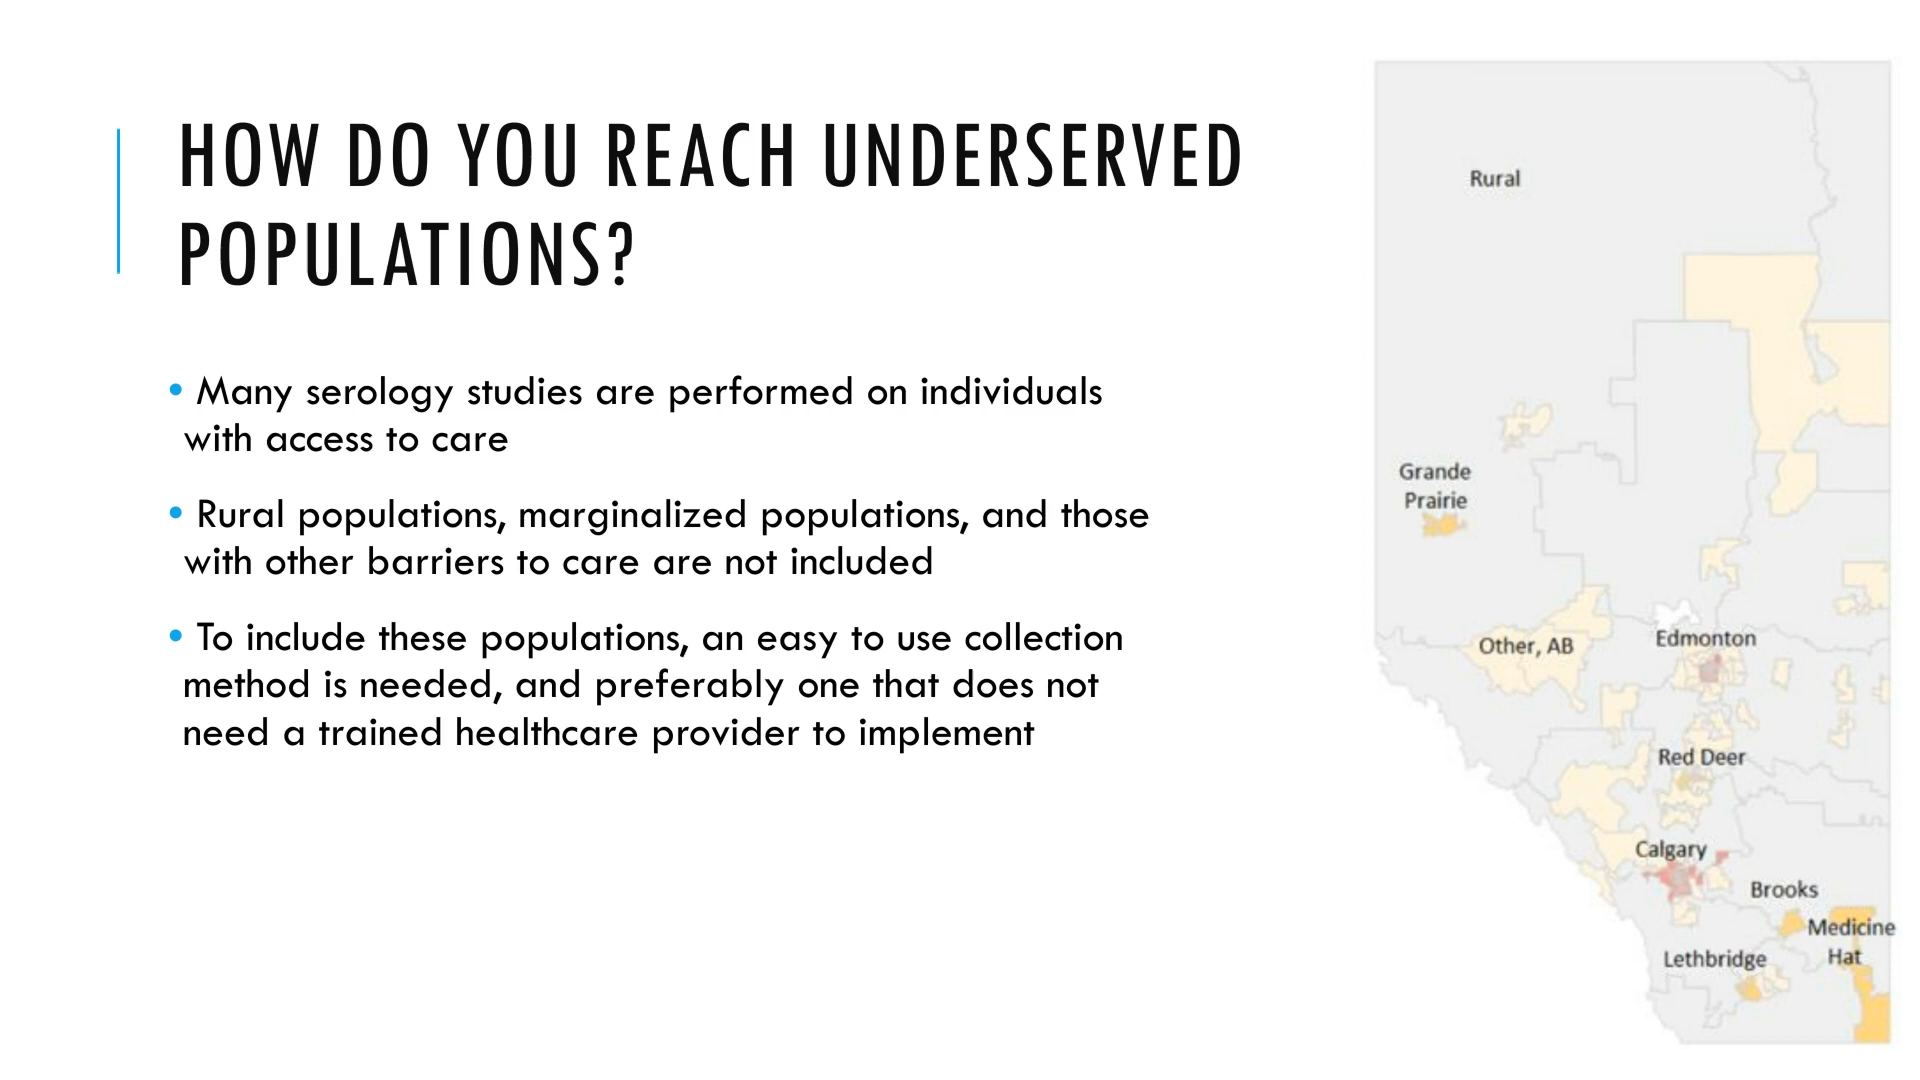 HOW DO YOU REACH UNDERSERVED
POPULATIONS?
• Many serology studies are performed on individuals
with access to care
• Rural populations, marginalized populations, and those
with other barriers to care are not included
• To include these populations, an easy to use collection
method is needed, and preferably one that does not
need a trained healthcare provider to implement
Rural
Grande
Prairie
Other, AB
Edmonton
Red Deer
Calgary
Brooks
Medicine
Hat
Lethbridge